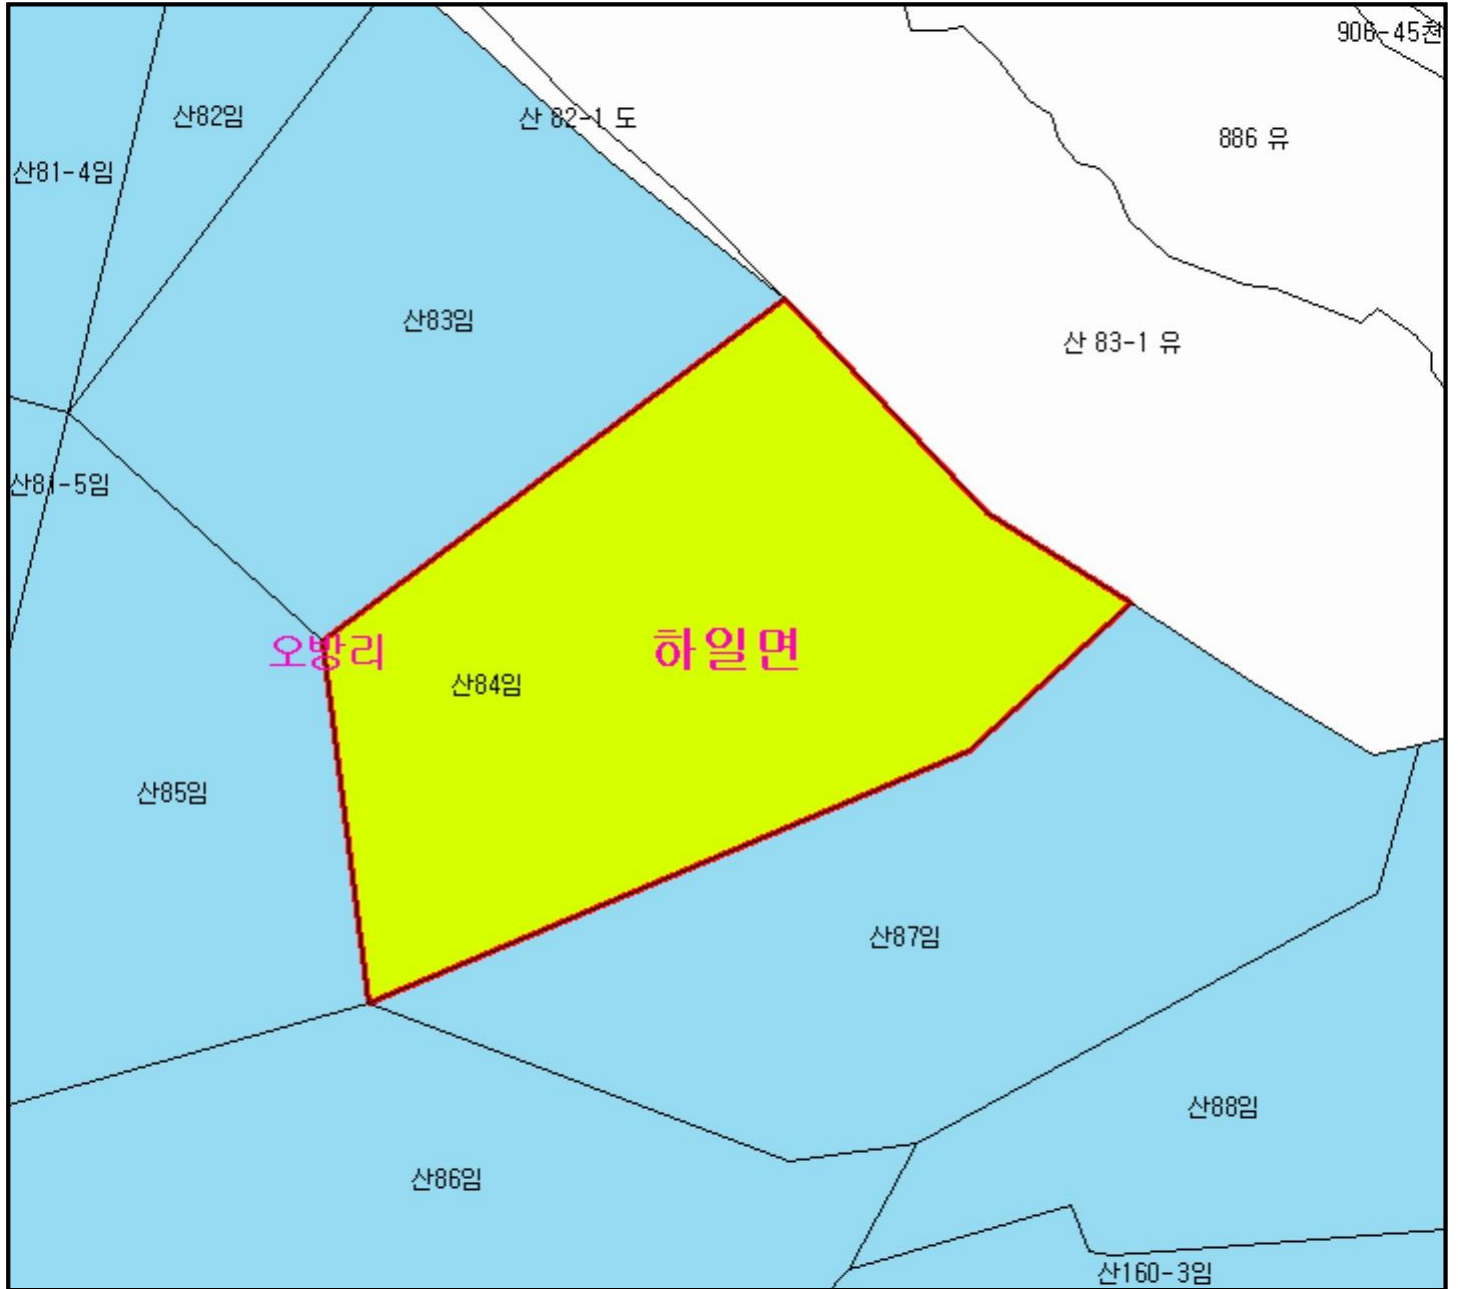 906-45천
산82임
산 82-1 도
886 유
산81-4임
산83임
산 83-1 유
산81-5임
오방리
하일면
산84임
산85임
산87임
산88임
산86임
산160-3임